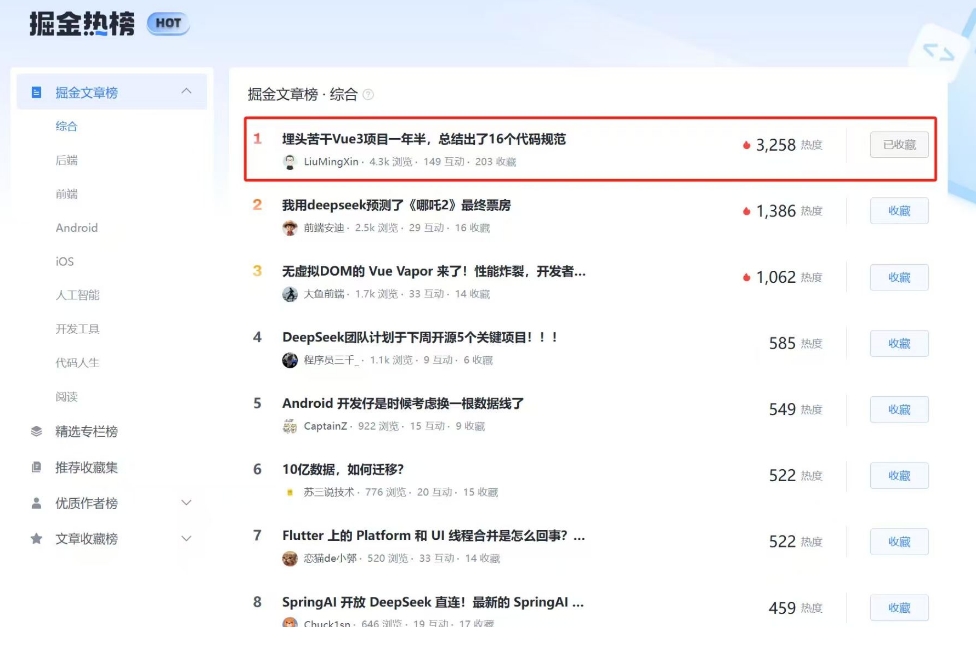 掘金热榜 HOT
掘金文章榜
综合
后端
前端
Android
iOS
人工智能
开发工具
代码人生
阅读
精选专栏榜
推荐收藏集
优质作者榜
文章收藏榜
掘金文章榜 · 综合
1 埋头苦干Vue3项目一年半，总结出了16个代码规范
LiuMingXin · 4.3k 浏览 · 149 互动 · 203 收藏
3,258 热度 已收藏
2 我用deepseek预测了《哪吒2》最终票房
前端安迪 · 2.5k 浏览 · 29 互动 · 16 收藏
1,386 热度 收藏
3 无虚拟DOM的 Vue Vapor 来了！性能炸裂，开发者...
大鱼前端 · 1.7k 浏览 · 33 互动 · 14 收藏
1,062 热度 收藏
4 DeepSeek团队计划于下周开源5个关键项目！！！
程序员三千_ · 1.1k 浏览 · 9 互动 · 6 收藏
585 热度 收藏
5 Android 开发仔是时候考虑换一根数据线了
CaptainZ · 922 浏览 · 15 互动 · 9 收藏
549 热度 收藏
6 10亿数据，如何迁移？
苏三说技术 · 776 浏览 · 20 互动 · 15 收藏
522 热度 收藏
7 Flutter 上的 Platform 和 UI 线程合并是怎么回事？...
恋猫de小郭 · 520 浏览 · 33 互动 · 14 收藏
522 热度 收藏
8 SpringAI 开放 DeepSeek 直连！最新的 SpringAI ...
Chuck1sn · 646 浏览 · 19 互动 · 17 收藏
459 热度 收藏